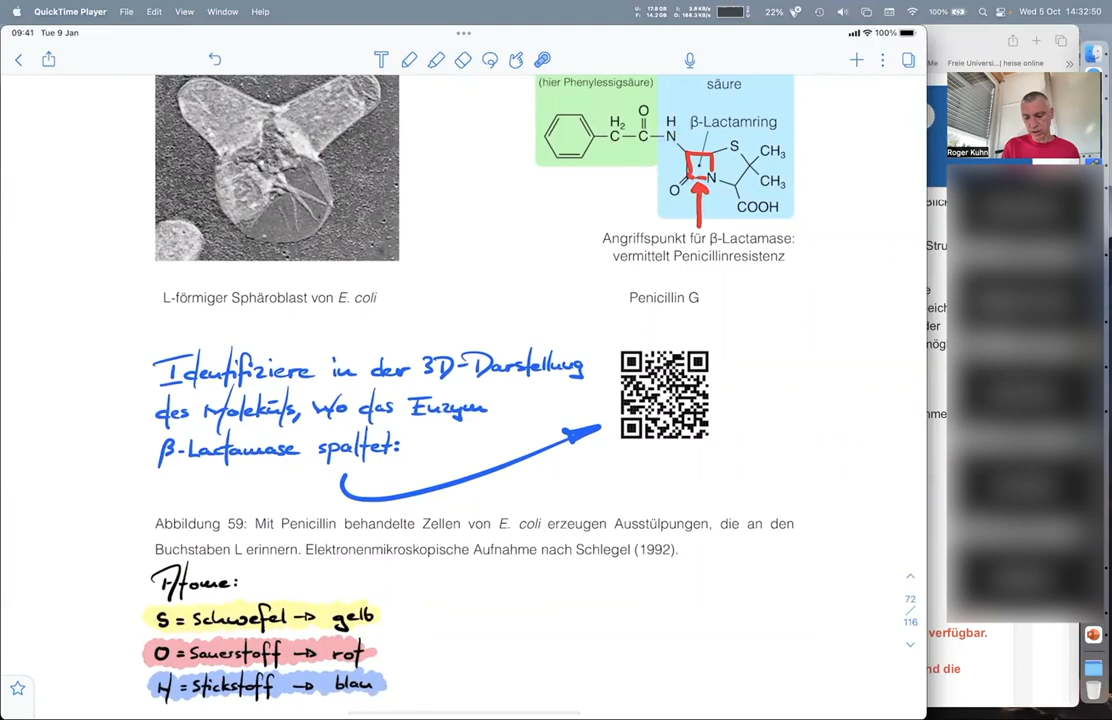 QuickTime Player File Edit View Window Help
22%
100%
Wed 5 Oct 14:32:50
09:41 Tue 9 Jan
100%
Freie Universi... heise online
Roger Kuhn
(hier Phenylessigsäure)
säure
β-Lactamring
H₂
C
O
C
H
N
S
CH₃
CH₃
N
O
COOH
Angriffspunkt für β-Lactamase:
vermittelt Penicillinresistenz
L-förmiger Sphäroblast von E. coli
Penicillin G
Identifiziere in der 3D-Darstellung
des Moleküls, wo das Enzym
β-Lactamase spaltet:
Abbildung 59: Mit Penicillin behandelte Zellen von E. coli erzeugen Ausstülpungen, die an den
Buchstaben L erinnern. Elektronenmikroskopische Aufnahme nach Schlegel (1992).
Atome:
S = Schwefel → gelb
O = Sauerstoff → rot
N = Stickstoff → blau
72
/
116
verfügbar.
nd die